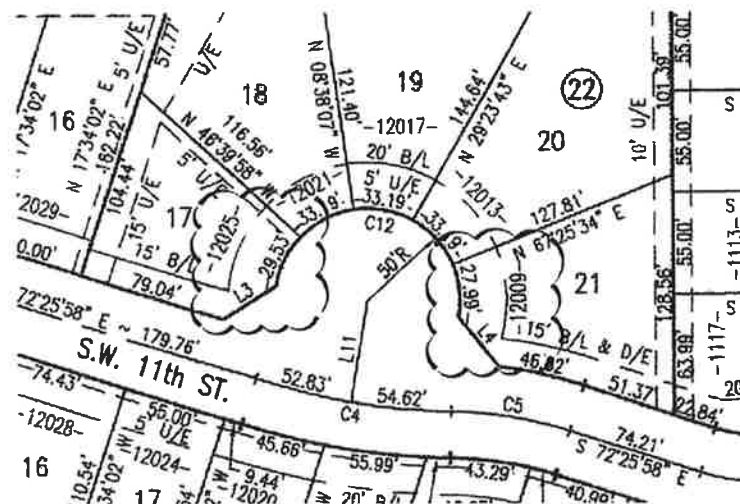 57.77'
5' U/E
U/E
18
N 08'38'07" W
121.40'
19
144.64'
N 29'23'43" E
22
20
10' U/E
101.39'
55.00'
55.00'
S
16
17'34'02" E
N 17'34'02" E
162.22'
104.44'
116.56'
N 46'39'58" W
5' U/E
15' U/E
-12017-
20' B/L
5' U/E
-12021-
33.19'
-33.19'-
33.19'
-12013-
127.81'
N 67'25'34" E
S
55.00'
-1113-
17
-12025-
15' B/L
29.53'
C12
27.99'
-12009-
21
128.56'
2029-
0.00'
79.04'
L3
50'R
L4
15' B/L & D/E
S
-1117-
63.99'
72'25'58" E ~ 179.76'
L11
46.82'
51.37'
20
S.W. 11th ST.
52.83'
54.62'
C4
C5
74.21'
S 72'25'58" E
-74.43'-
55.00'
5' U/E
-12028-
-12024-
45.66'
55.99'
43.29'
40.98'
16
10.54'
17
9.44'
-12020
20' B/L